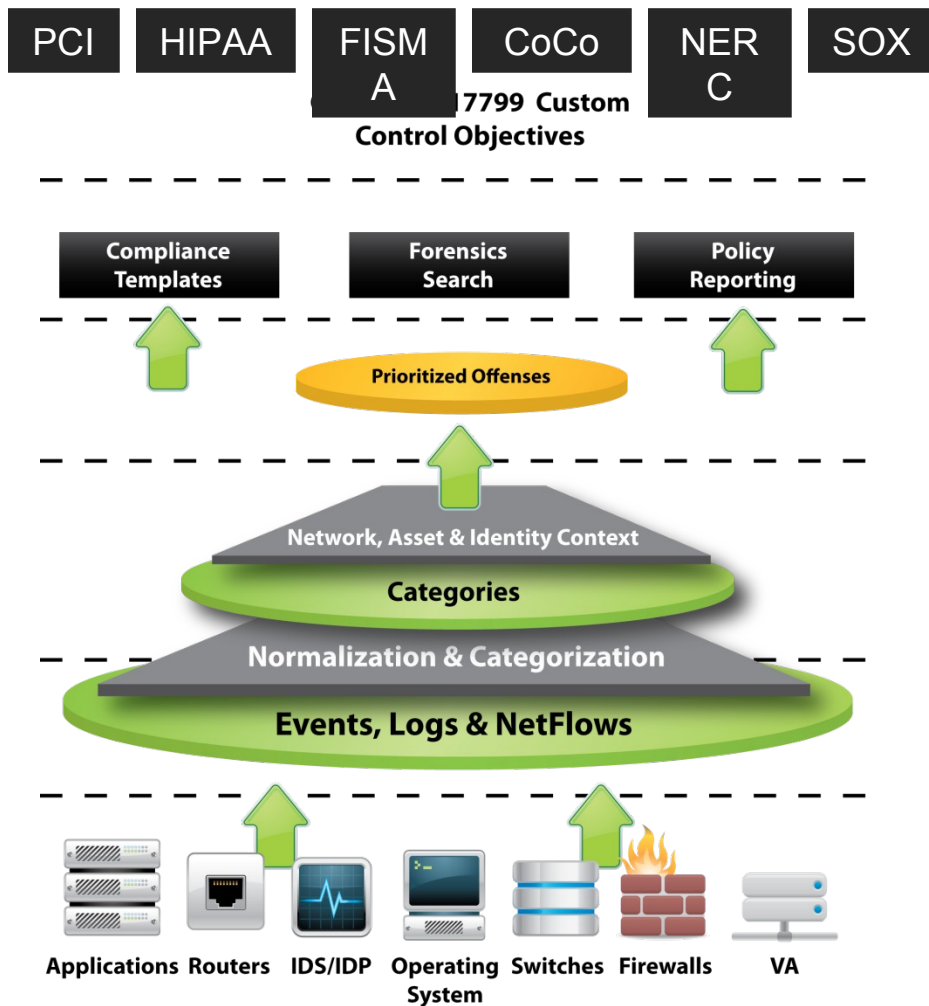 PCI
HIPAA
FISM
A
CoCo
NER
C
SOX
17799 Custom
Control Objectives
Compliance
Templates
Forensics
Search
Policy
Reporting
Prioritized Offenses
Network, Asset & Identity Context
Categories
Normalization & Categorization
Events, Logs & NetFlows
Applications Routers IDS/IDP Operating Switches Firewalls VA
System